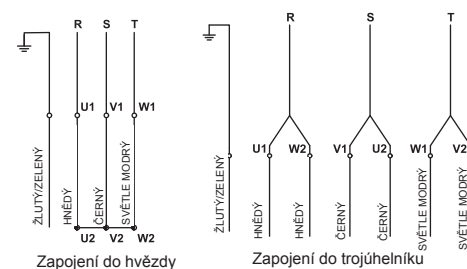 R S T
U1 V1 W1
ŽLUTÝ/ZELENÝ
HNĚDÝ
ČERNÝ
SVĚTLE MODRÝ
U2 V2 W2
Zapojení do hvězdy
R S T
U1 W2 V1 U2 W1 V2
ŽLUTÝ/ZELENÝ
HNĚDÝ
HNĚDÝ
ČERNÝ
ČERNÝ
SVĚTLE MODRÝ
SVĚTLE MODRÝ
Zapojení do trojúhelníku